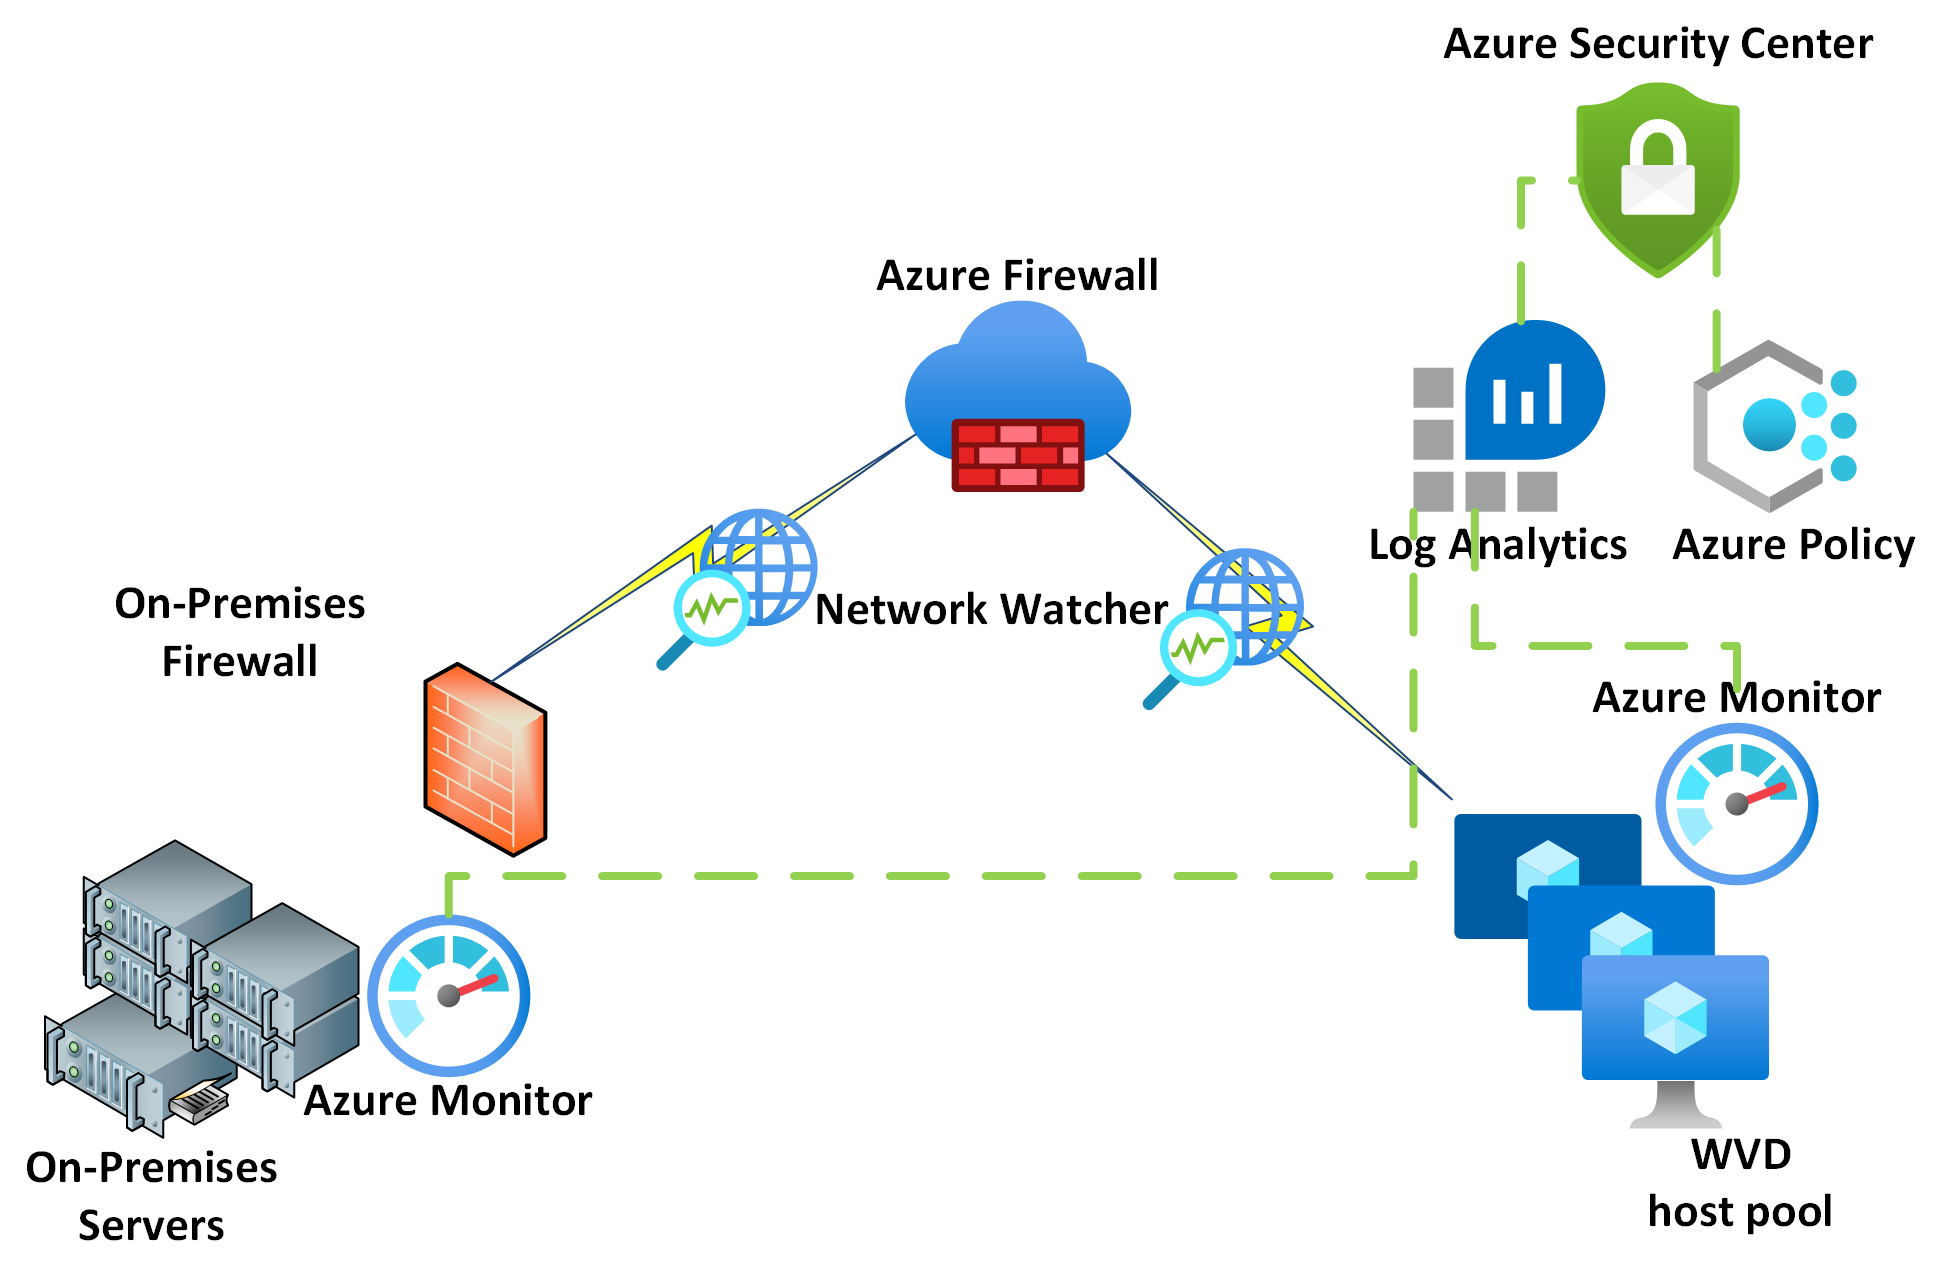 Azure Security Center
Azure Firewall
Log Analytics
Azure Policy
On-Premises
Firewall
Network Watcher
Azure Monitor
Azure Monitor
On-Premises
Servers
WVD
host pool